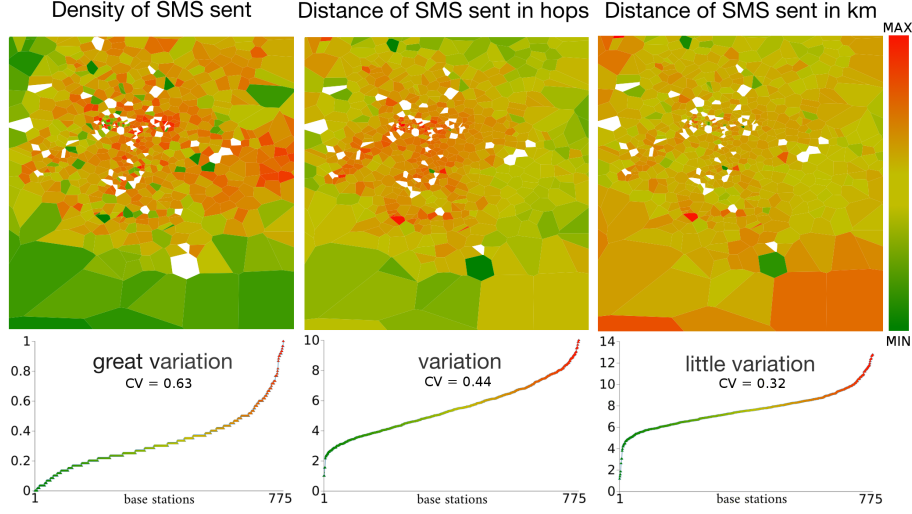 Density of SMS sent
Distance of SMS sent in hops
Distance of SMS sent in km
MAX
MIN
great variation
CV = 0.63
1
0.8
0.6
0.4
0.2
0
1
base stations
775
variation
CV = 0.44
10
8
6
4
2
0
1
base stations
775
little variation
CV = 0.32
14
12
10
8
6
4
2
0
1
base stations
775